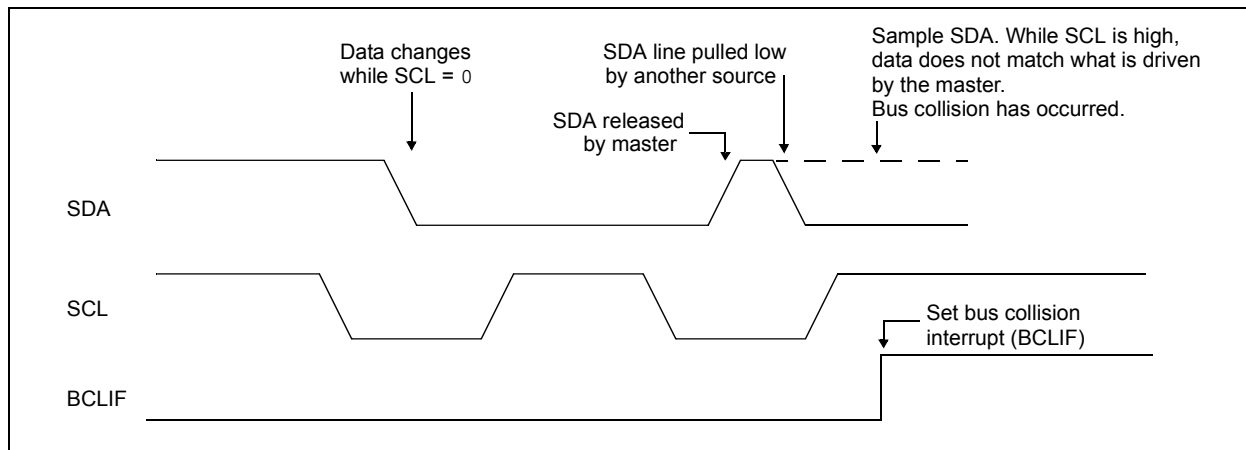 Data changes
while SCL = 0
SDA line pulled low
by another source
Sample SDA. While SCL is high,
data does not match what is driven
by the master.
Bus collision has occurred.
SDA released
by master
SDA
SCL
Set bus collision
interrupt (BCLIF)
BCLIF